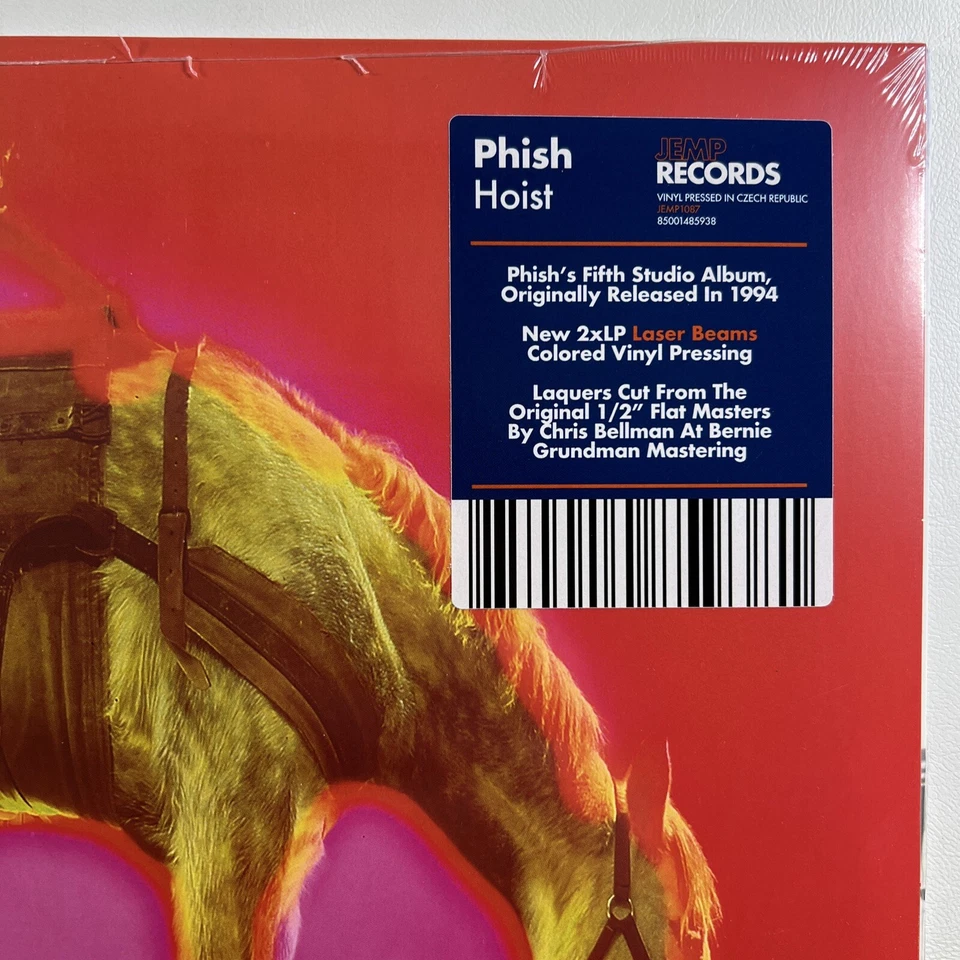 Phish
Hoist
JEMP
RECORDS
VINYL PRESSED IN CZECH REPUBLIC
JEMP1087
85001485938
Phish's Fifth Studio Album,
Originally Released In 1994
New 2xLP Laser Beams
Colored Vinyl Pressing
Laquers Cut From The
Original 1/2" Flat Masters
By Chris Bellman At Bernie
Grundman Mastering